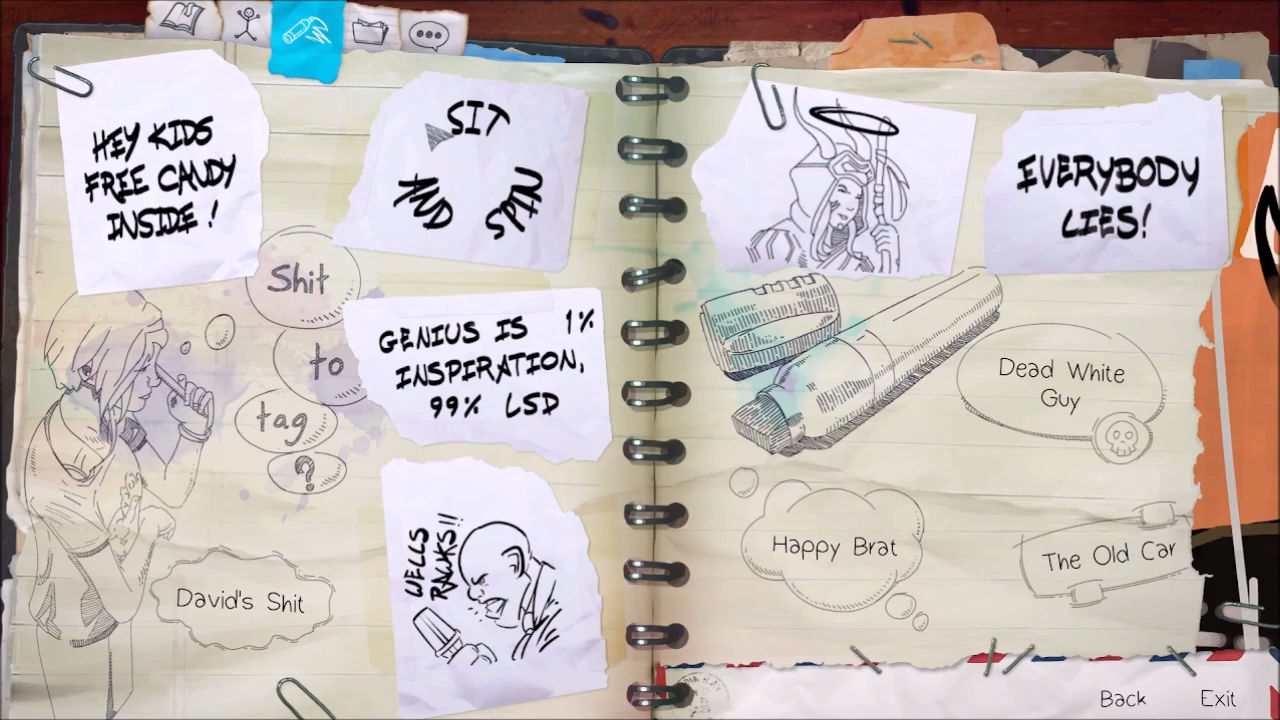 HEY KIDS
FREE CANDY
INSIDE!
SIT
AND
SPIN
Shit
to
tag
?
GENIUS IS 1%
INSPIRATION,
99% LSD
WELLS
RACKS!!
David's Shit
EVERYBODY
LIES!
Dead White
Guy
Happy Brat
The Old Car
Back
Exit